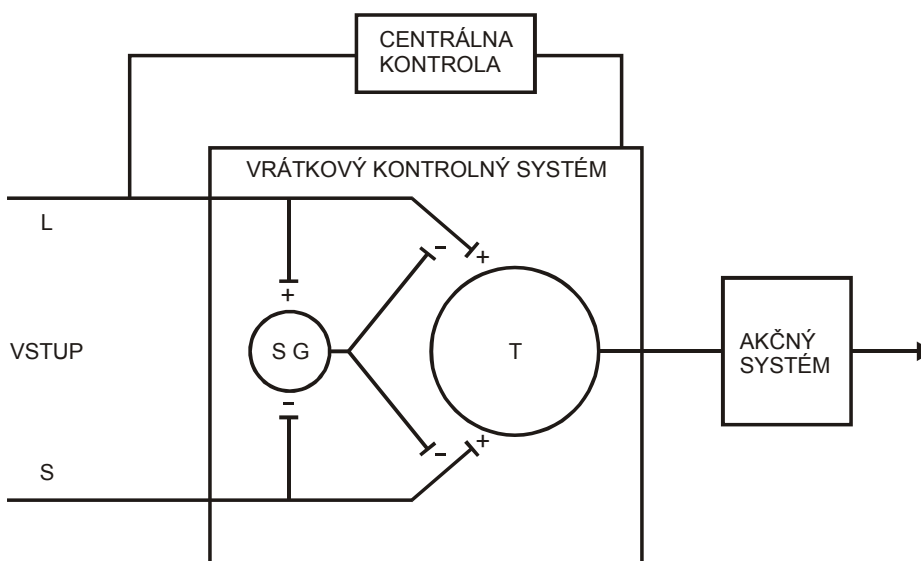 CENTRÁLNA
KONTROLA
VRÁTKOVÝ KONTROLNÝ SYSTÉM
L
- +
+
VSTUP
S G
T
AKČNÝ
SYSTÉM
-
+
-
S